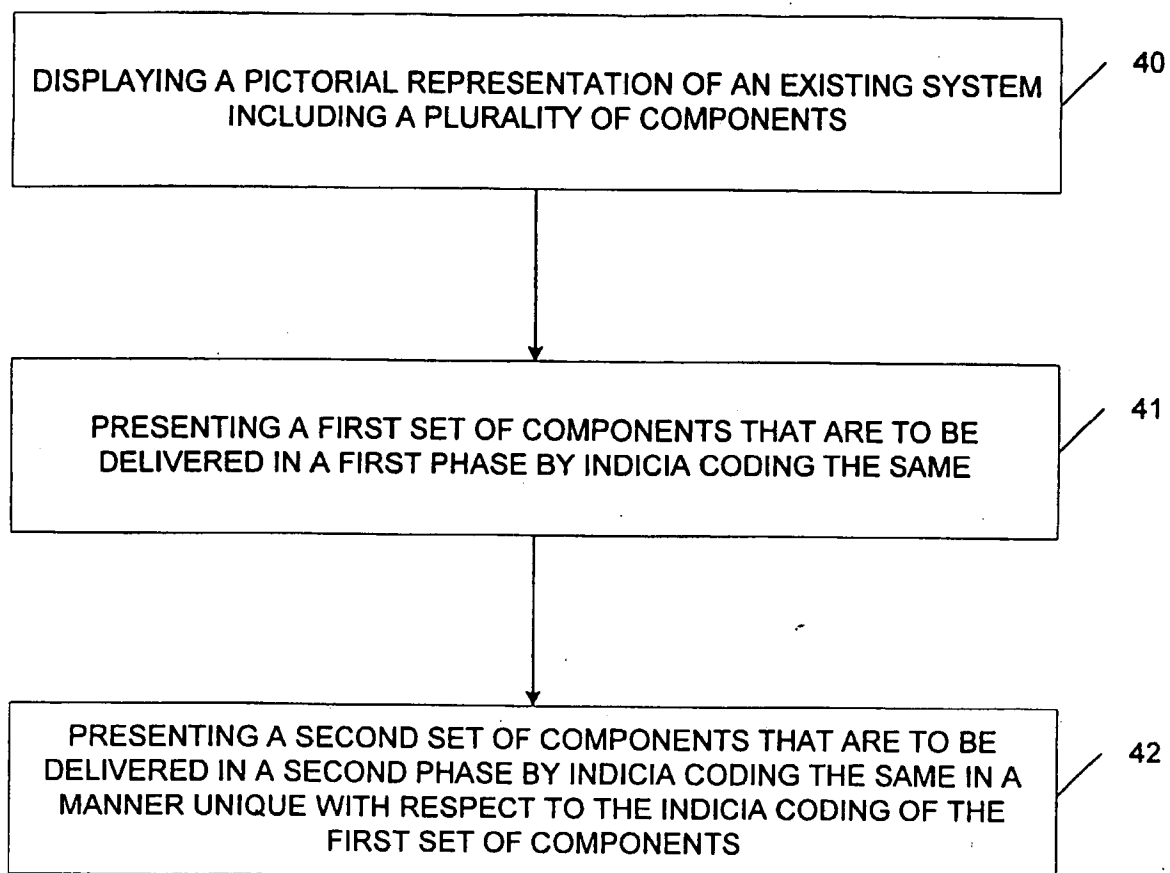 DISPLAYING A PICTORIAL REPRESENTATION OF AN EXISTING SYSTEM
INCLUDING A PLURALITY OF COMPONENTS
40
PRESENTING A FIRST SET OF COMPONENTS THAT ARE TO BE
DELIVERED IN A FIRST PHASE BY INDICIA CODING THE SAME
41
PRESENTING A SECOND SET OF COMPONENTS THAT ARE TO BE
DELIVERED IN A SECOND PHASE BY INDICIA CODING THE SAME IN A
MANNER UNIQUE WITH RESPECT TO THE INDICIA CODING OF THE
FIRST SET OF COMPONENTS
42